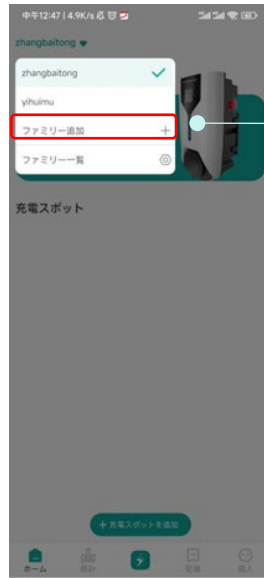 中午12:47 | 4.9K/s
zhangbaitong
zhangbaitong
yihuimu
ファミリー追加
ファミリー一覧
充電スポット
+ 充電スポットを追加
ホーム
統計
記録
個人